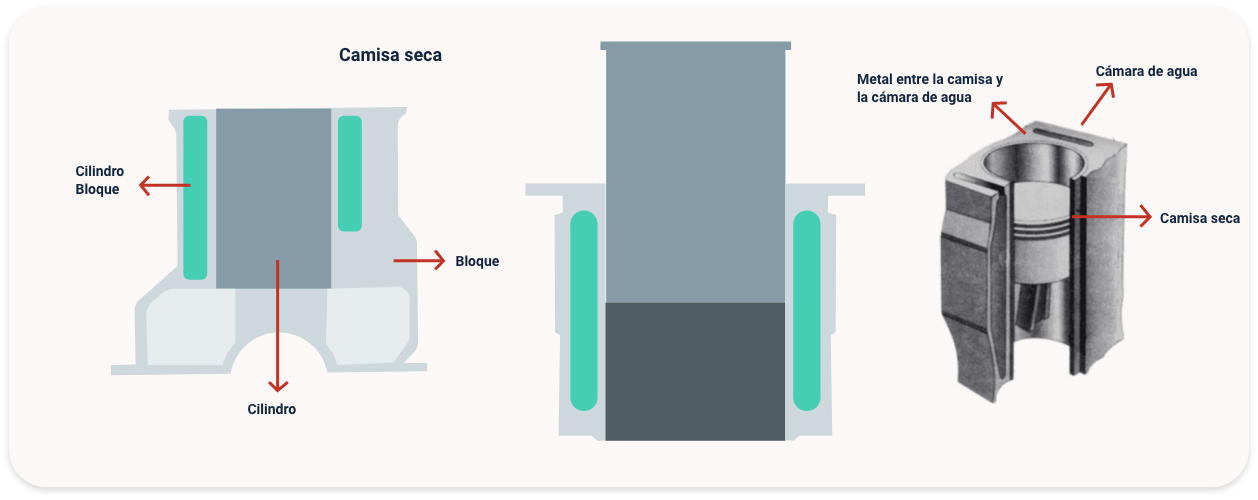 Camisa seca
Cilindro
Bloque
Bloque
Cilindro
Metal entre la camisa y
la cámara de agua
Cámara de agua
Camisa seca